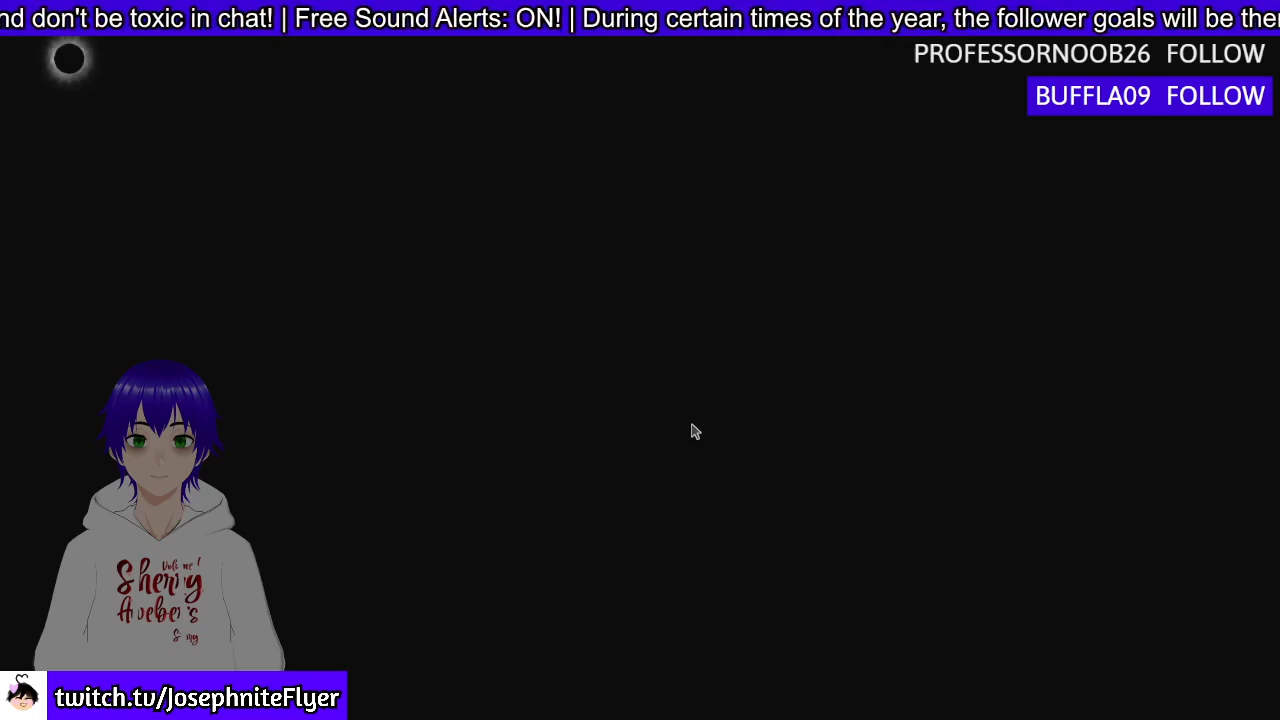 nd don't be toxic in chat! | Free Sound Alerts: ON! | During certain times of the year, the follower goals will be the
PROFESSORNOOB26 FOLLOW
BUFFLA09 FOLLOW
Sherry
twitch.tv/JosephniteFlyer